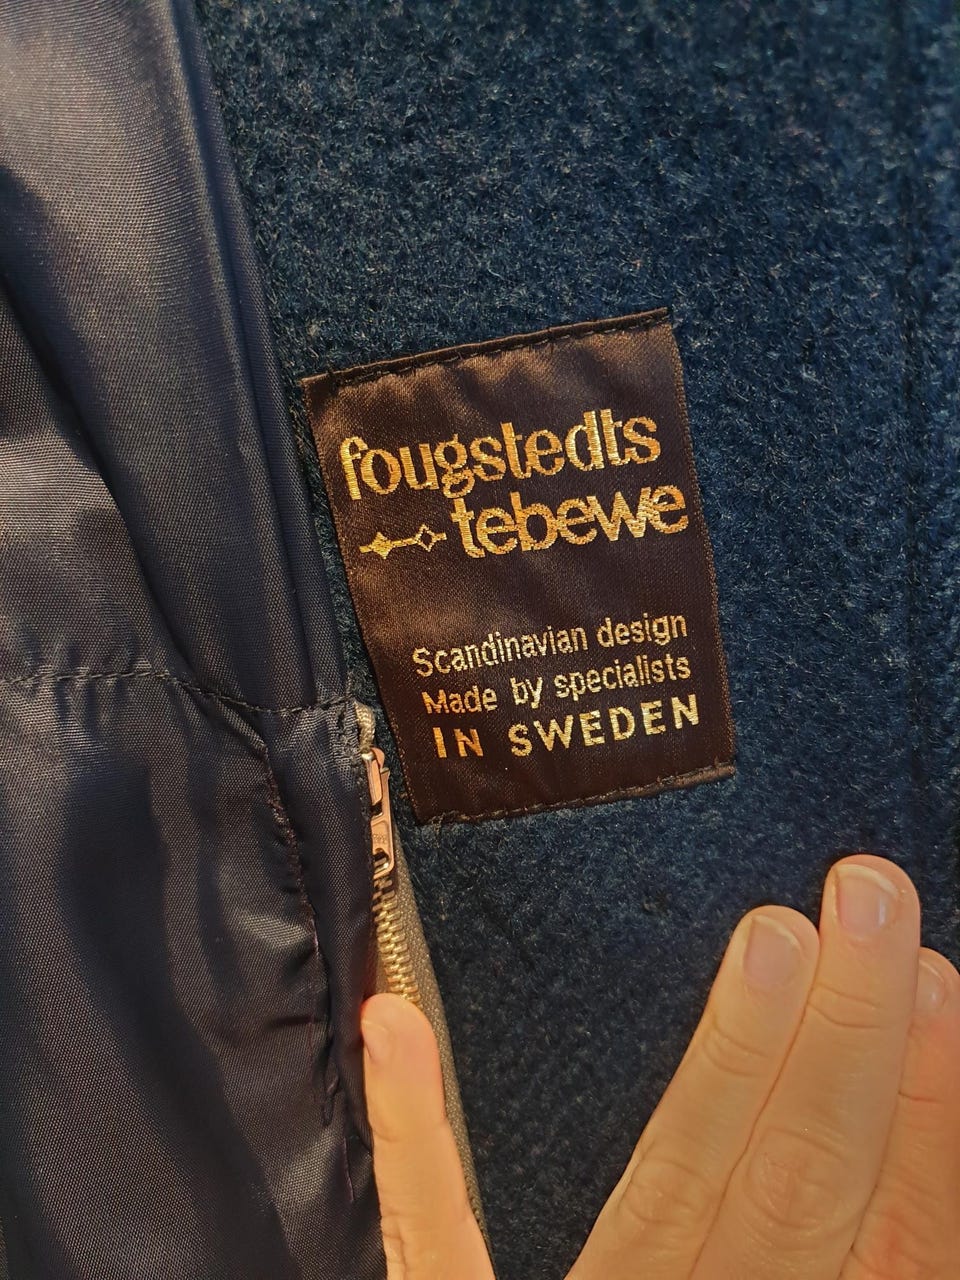 fougstedts
tebewe
Scandinavian design
Made by specialists
IN SWEDEN